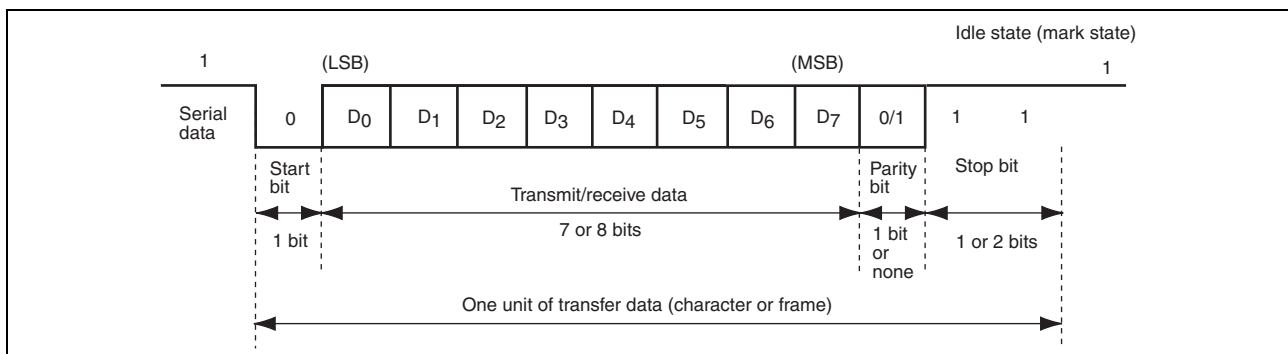 Idle state (mark state)
1 (LSB) (MSB) 1
Serial data 0 D0 D1 D2 D3 D4 D5 D6 D7 0/1 1 1
Start bit
Transmit/receive data
Parity bit
Stop bit
1 bit
7 or 8 bits
1 bit or none
1 or 2 bits
One unit of transfer data (character or frame)